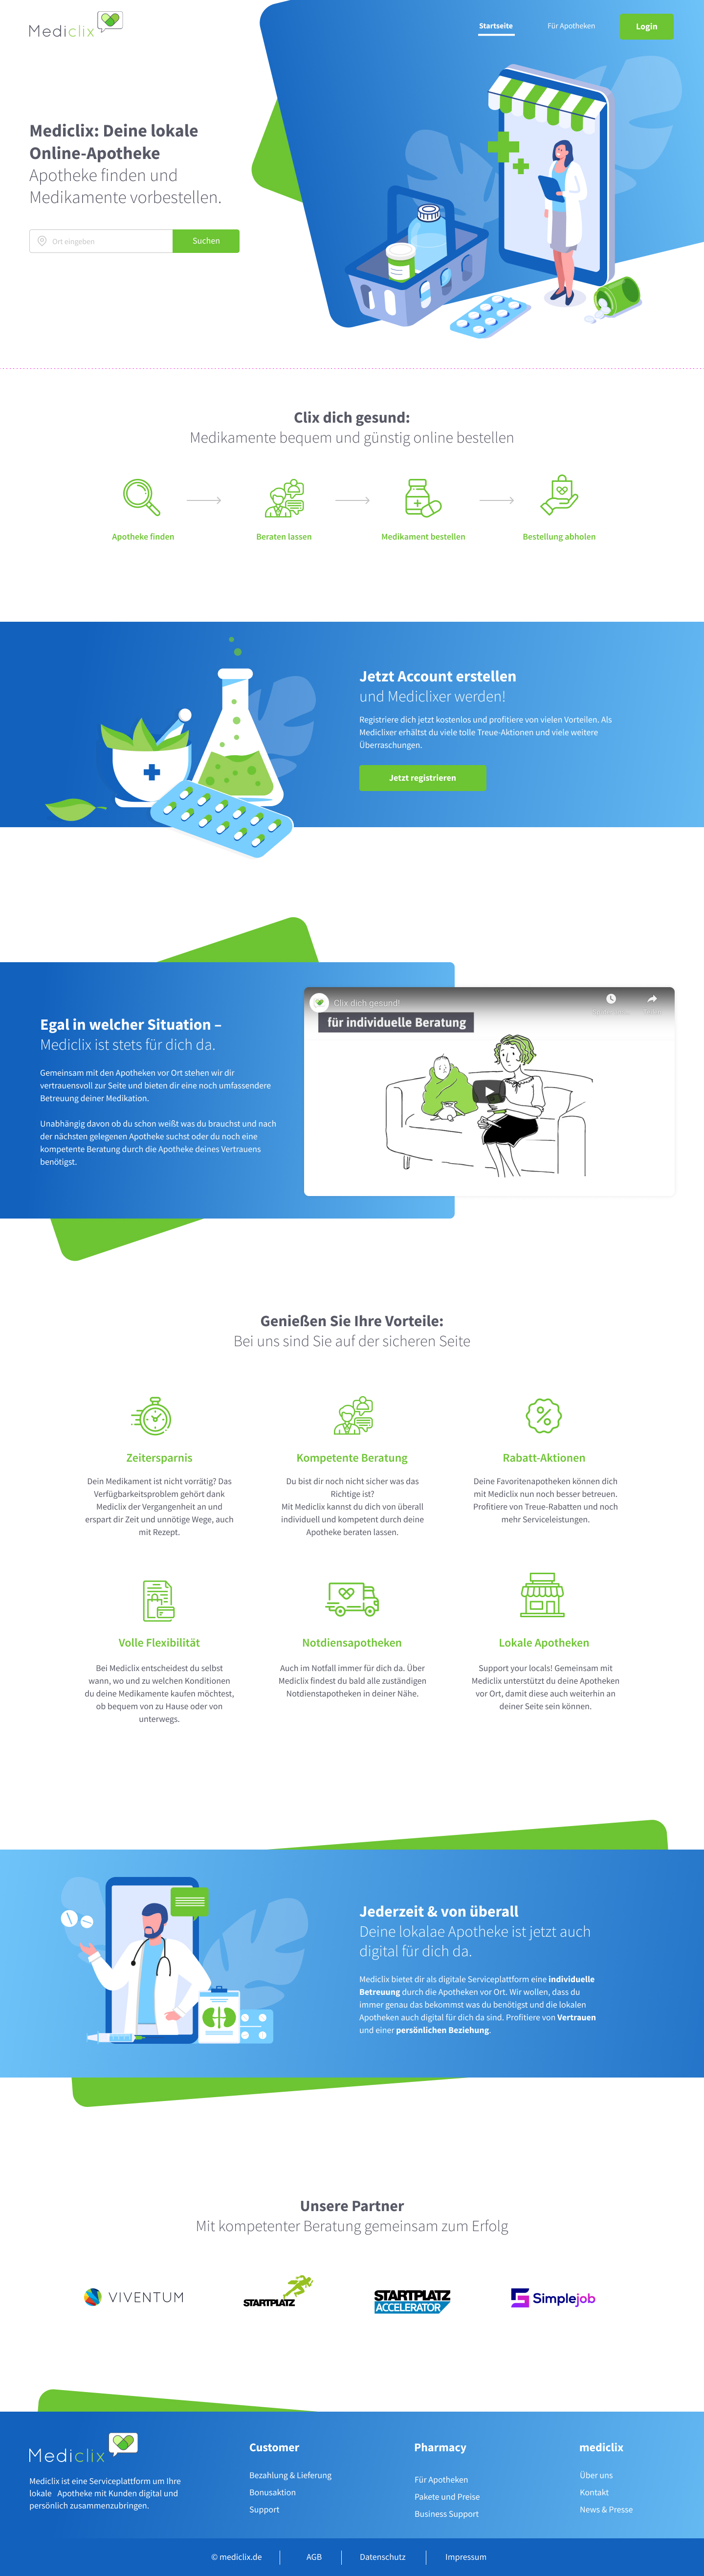 Mediclix
Startseite
Für Apotheken
Login
Mediclix: Deine lokale
Online-Apotheke
Apotheke finden und
Medikamente vorbestellen.
Ort eingeben
Suchen
Clix dich gesund:
Medikamente bequem und günstig online bestellen
Apotheke finden
Beraten lassen
Medikament bestellen
Bestellung abholen
Jetzt Account erstellen
und Mediclixer werden!
Registriere dich jetzt kostenlos und profitiere von vielen Vorteilen. Als
Mediclixer erhältst du viele tolle Treue-Aktionen und viele weitere
Überraschungen.
Jetzt registrieren
Egal in welcher Situation –
Mediclix ist stets für dich da.
Gemeinsam mit den Apotheken vor Ort stehen wir dir
vertrauensvoll zur Seite und bieten dir eine noch umfassendere
Betreuung deiner Medikation.
Unabhängig davon ob du schon weißt was du brauchst und nach
der nächsten gelegenen Apotheke suchst oder du noch eine
kompetente Beratung durch die Apotheke deines Vertrauens
benötigst.
Clix dich gesund!
für individuelle Beratung
Genießen Sie Ihre Vorteile:
Bei uns sind Sie auf der sicheren Seite
Zeitersparnis
Dein Medikament ist nicht vorrätig? Das
Verfügbarkeitsproblem gehört dank
Mediclix der Vergangenheit an und
erspart dir Zeit und unnötige Wege, auch
mit Rezept.
Kompetente Beratung
Du bist dir noch nicht sicher was das
Richtige ist?
Mit Mediclix kannst du dich von überall
individuell und kompetent durch deine
Apotheke beraten lassen.
Rabatt-Aktionen
Deine Favoritenapotheken können dich
mit Mediclix nun noch besser betreuen.
Profitiere von Treue-Rabatten und noch
mehr Serviceleistungen.
Volle Flexibilität
Bei Mediclix entscheidest du selbst
wann, wo und zu welchen Konditionen
du deine Medikamente kaufen möchtest,
ob bequem von zu Hause oder von
unterwegs.
Notdiensapotheken
Auch im Notfall immer für dich da. Über
Mediclix findest du bald alle zuständigen
Notdienstapotheken in deiner Nähe.
Lokale Apotheken
Support your locals! Gemeinsam mit
Mediclix unterstützt du deine Apotheken
vor Ort, damit diese auch weiterhin an
deiner Seite sein können.
Jederzeit & von überall
Deine lokalae Apotheke ist jetzt auch
digital für dich da.
Mediclix bietet dir als digitale Serviceplattform eine individuelle
Betreuung durch die Apotheken vor Ort. Wir wollen, dass du
immer genau das bekommst was du benötigst und die lokalen
Apotheken auch digital für dich da sind. Profitiere von Vertrauen
und einer persönlichen Beziehung.
Unsere Partner
Mit kompetenter Beratung gemeinsam zum Erfolg
VIVENTUM
STARTPLATZ
STARTPLATZ
ACCELERATOR
Simplejob
Mediclix
Mediclix ist eine Serviceplattform um Ihre
lokale Apotheke mit Kunden digital und
persönlich zusammenzubringen.
Customer
Bezahlung & Lieferung
Bonusaktion
Support
Pharmacy
Für Apotheken
Pakete und Preise
Business Support
mediclix
Über uns
Kontakt
News & Presse
© mediclix.de
AGB
Datenschutz
Impressum